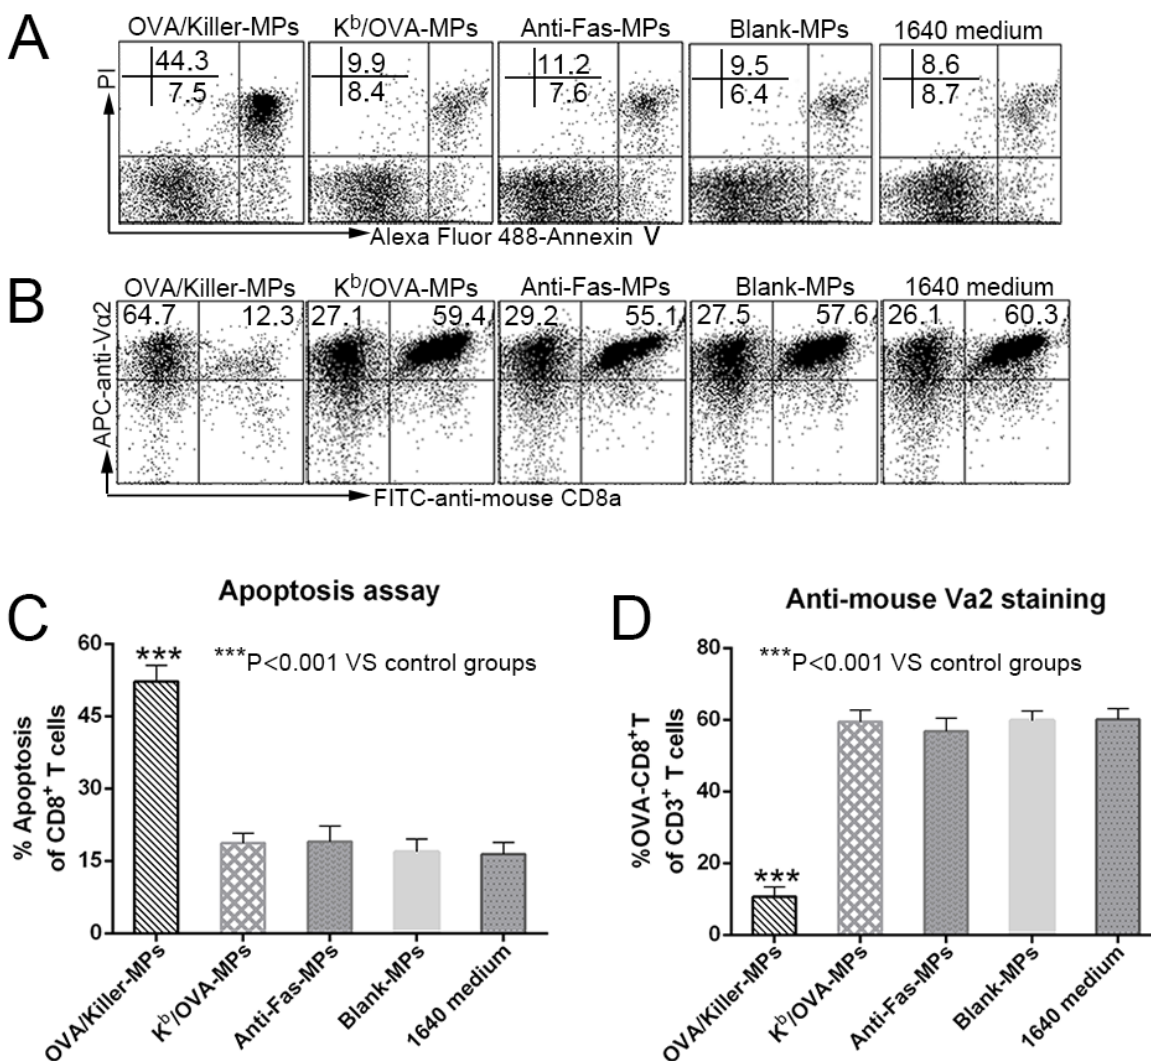 A
OVA/Killer-MPs
Kᵇ/OVA-MPs
Anti-Fas-MPs
Blank-MPs
1640 medium
PI
44.3
7.5
9.9
8.4
11.2
7.6
9.5
6.4
8.6
8.7
Alexa Fluor 488-Annexin V
B
OVA/Killer-MPs
Kᵇ/OVA-MPs
Anti-Fas-MPs
Blank-MPs
1640 medium
APC-anti-Vα2
64.7 12.3
27.1 59.4
29.2 55.1
27.5 57.6
26.1 60.3
FITC-anti-mouse CD8a
C
Apoptosis assay
***P<0.001 VS control groups
***
% Apoptosis
of CD8⁺ T cells
60
45
30
15
0
OVA/Killer-MPs
Kᵇ/OVA-MPs
Anti-Fas-MPs
Blank-MPs
1640 medium
D
Anti-mouse Va2 staining
***P<0.001 VS control groups
***
%OVA-CD8⁺T
of CD3⁺ T cells
80
60
40
20
0
OVA/Killer-MPs
Kᵇ/OVA-MPs
Anti-Fas-MPs
Blank-MPs
1640 medium